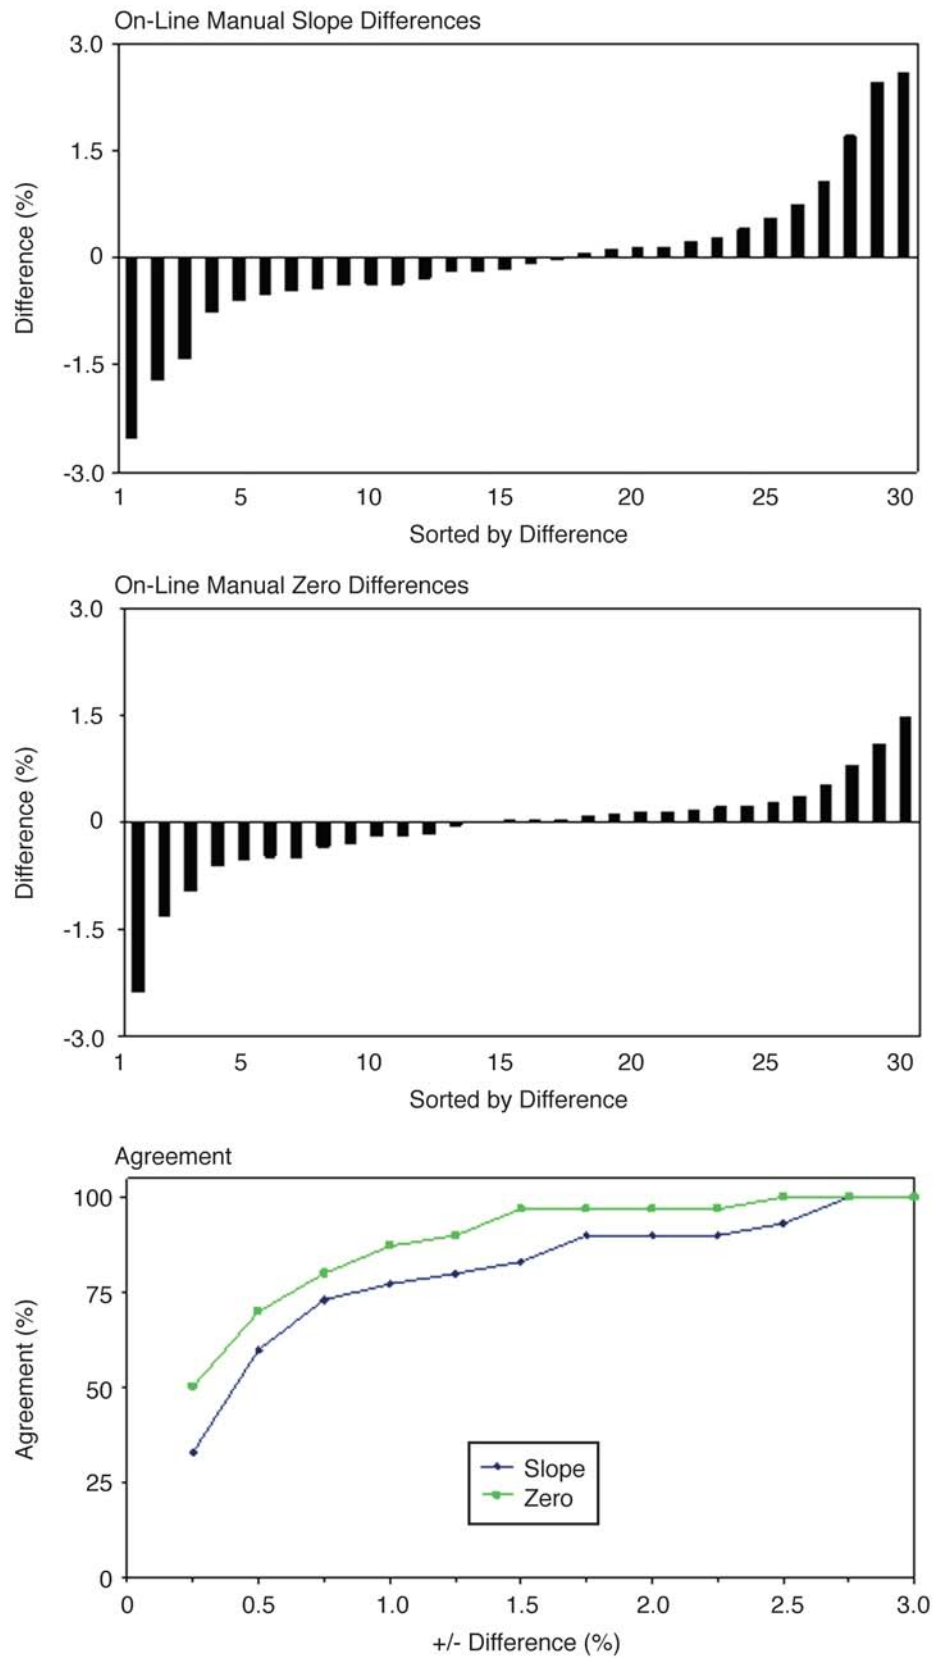 On-Line Manual Slope Differences
3.0
1.5
0
-1.5
-3.0
Difference (%)
1 5 10 15 20 25 30
Sorted by Difference
On-Line Manual Zero Differences
3.0
1.5
0
-1.5
-3.0
Difference (%)
1 5 10 15 20 25 30
Sorted by Difference
Agreement
100
75
50
25
0
Agreement (%)
Slope
Zero
0 0.5 1.0 1.5 2.0 2.5 3.0
+/- Difference (%)